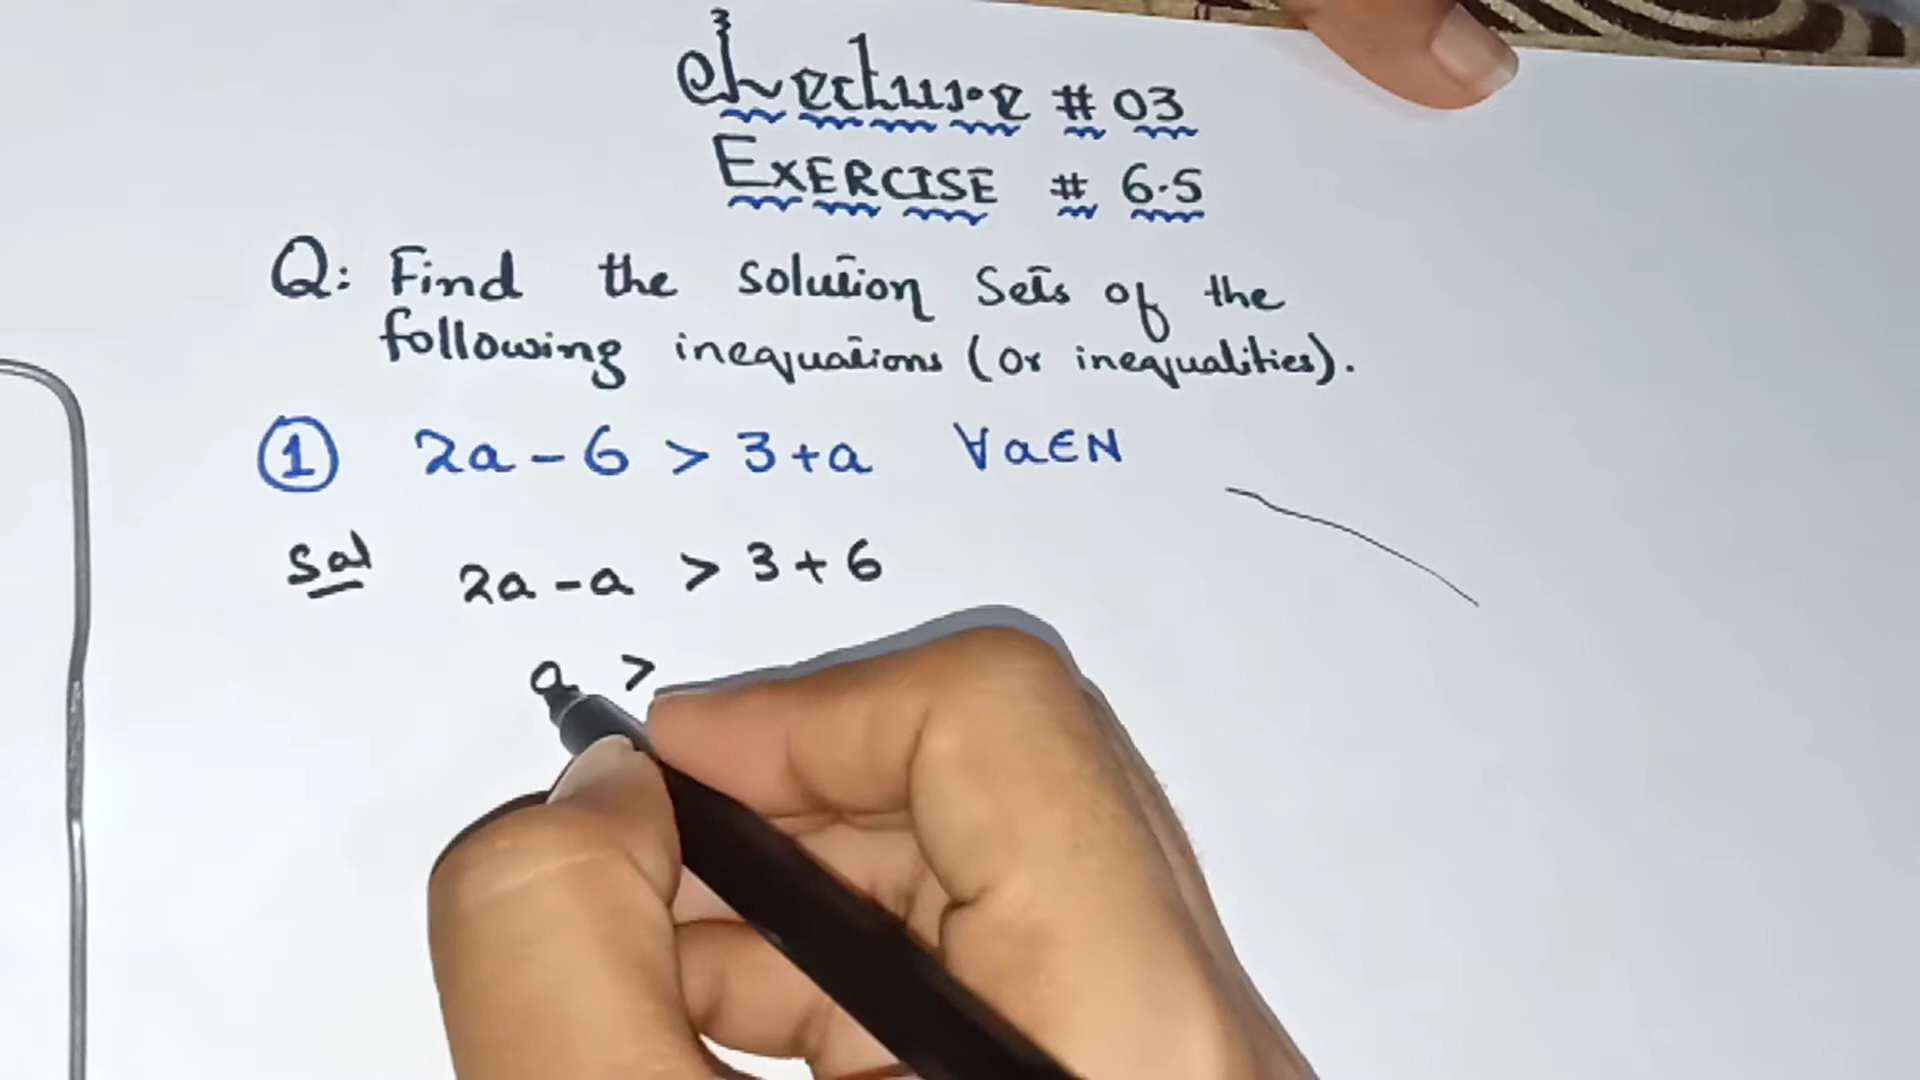 Lecture # 03
EXERCISE # 6.5
Q: Find the solution Sets of the
following inequations (or inequalities).
① 2a - 6 > 3 + a ∀ a ∈ N
Sol 2a - a > 3 + 6
a >